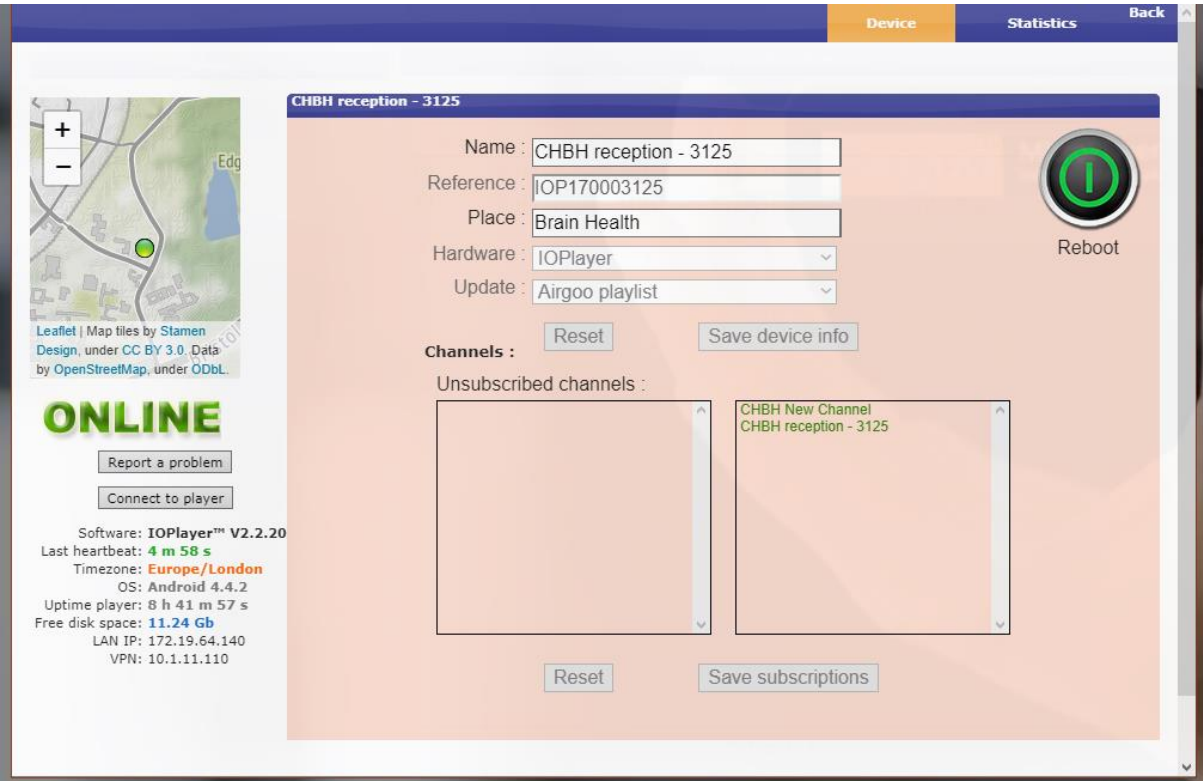 Device Statistics Back
CHBH reception - 3125
+
−
Edg
Bristol
Leaflet | Map tiles by Stamen
Design, under CC BY 3.0. Data
by OpenStreetMap, under ODbL.
ONLINE
Report a problem
Connect to player
Software: IOPlayer™ V2.2.20
Last heartbeat: 4 m 58 s
Timezone: Europe/London
OS: Android 4.4.2
Uptime player: 8 h 41 m 57 s
Free disk space: 11.24 Gb
LAN IP: 172.19.64.140
VPN: 10.1.11.110
Name : CHBH reception - 3125
Reference : IOP170003125
Place : Brain Health
Hardware : IOPlayer
Update : Airgoo playlist
Reset Save device info
Reboot
Channels :
Unsubscribed channels :
CHBH New Channel
CHBH reception - 3125
Reset Save subscriptions